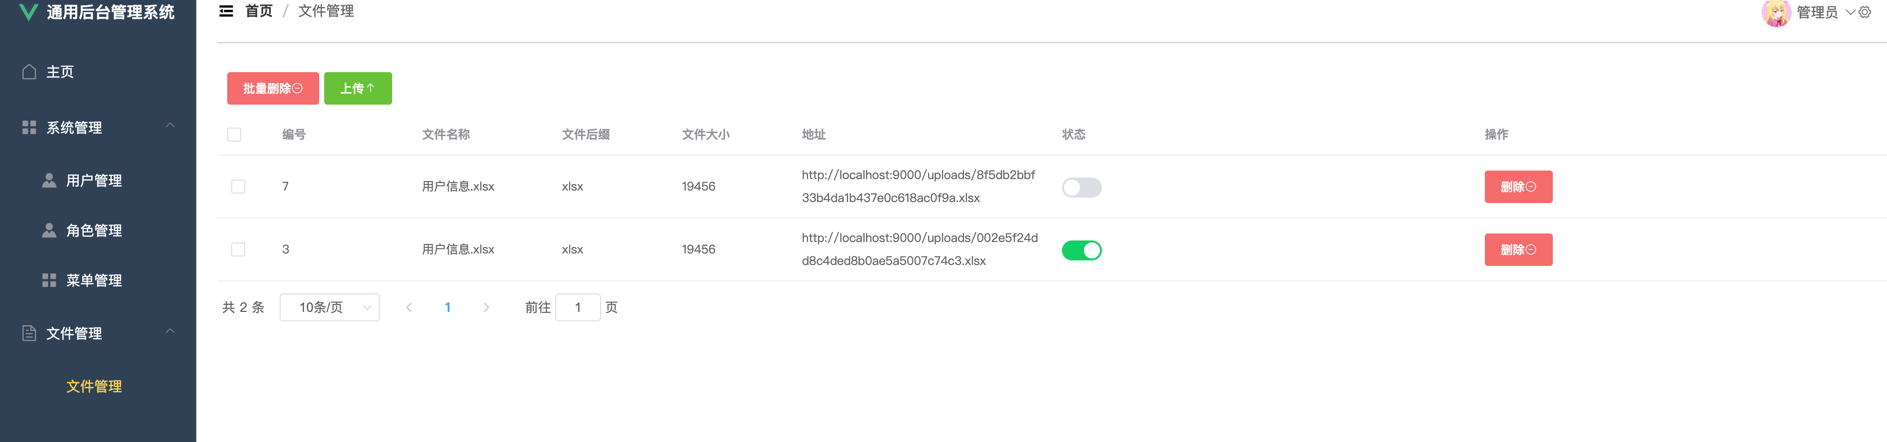 通用后台管理系统
首页 / 文件管理
管理员
主页
系统管理
用户管理
角色管理
菜单管理
文件管理
文件管理
批量删除 上传
编号 文件名称 文件后缀 文件大小 地址 状态 操作
7 用户信息.xlsx xlsx 19456 http://localhost:9000/uploads/8f5db2bbf
33b4da1b437e0c618ac0f9a.xlsx
删除
3 用户信息.xlsx xlsx 19456 http://localhost:9000/uploads/002e5f24d
d8c4ded8b0ae5a5007c74c3.xlsx
删除
共 2 条 10条/页 1 前往 1 页